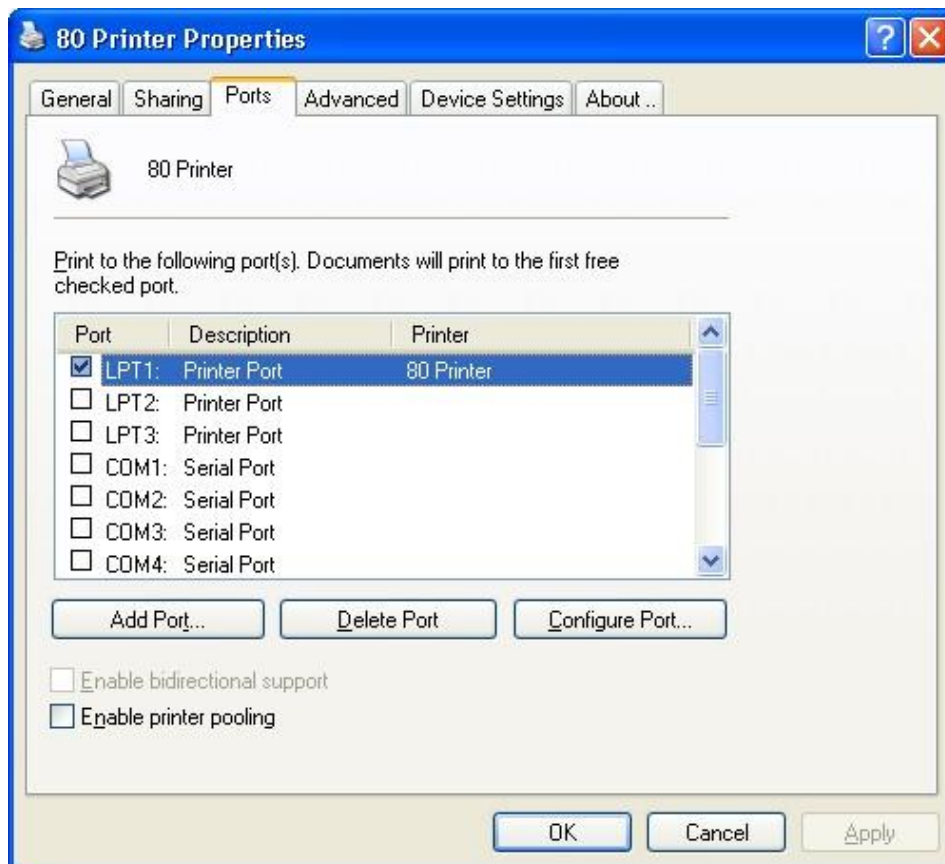 80 Printer Properties
General Sharing Ports Advanced Device Settings About ..
80 Printer
Print to the following port(s). Documents will print to the first free
checked port.
Port Description Printer
LPT1: Printer Port 80 Printer
LPT2: Printer Port
LPT3: Printer Port
COM1: Serial Port
COM2: Serial Port
COM3: Serial Port
COM4: Serial Port
Add Port... Delete Port Configure Port...
Enable bidirectional support
Enable printer pooling
OK Cancel Apply